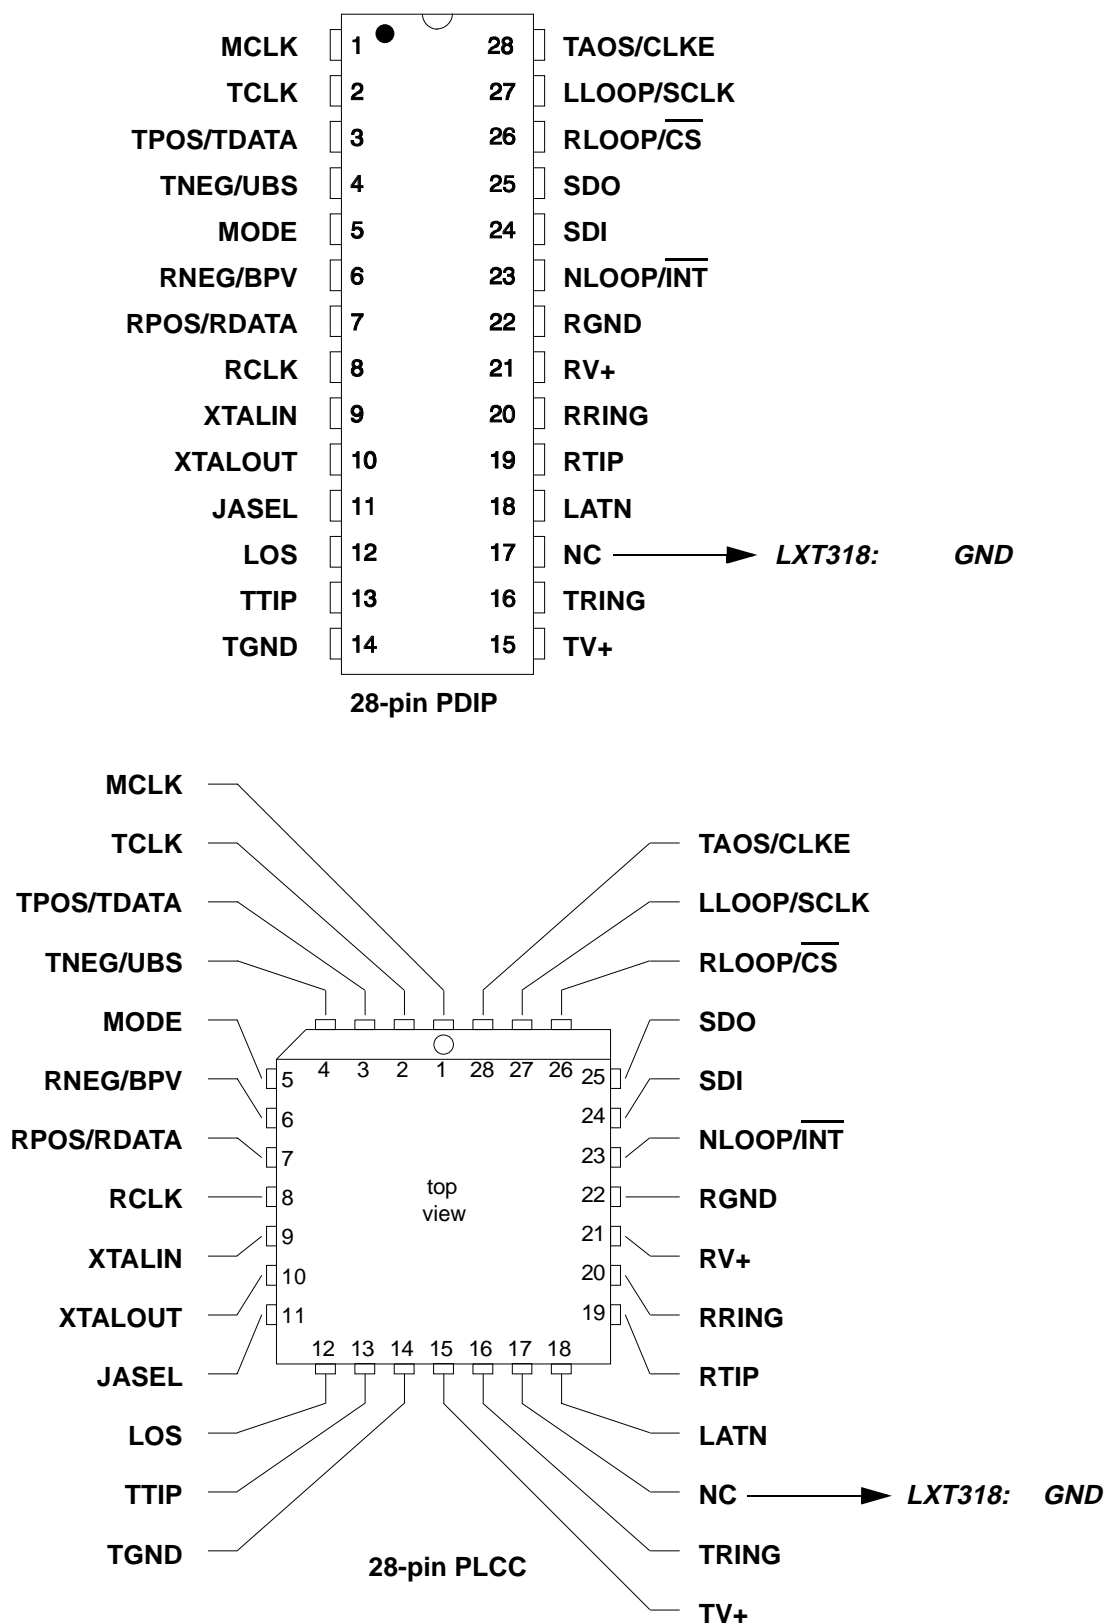 MCLK 1 28 TAOS/CLKE
TCLK 2 27 LLOOP/SCLK
TPOS/TDATA 3 26 RLOOP/C̅S̅
TNEG/UBS 4 25 SDO
MODE 5 24 SDI
RNEG/BPV 6 23 NLOOP/I̅N̅T̅
RPOS/RDATA 7 22 RGND
RCLK 8 21 RV+
XTALIN 9 20 RRING
XTALOUT 10 19 RTIP
JASEL 11 18 LATN
LOS 12 17 NC LXT318: GND
TTIP 13 16 TRING
TGND 14 15 TV+
28-pin PDIP
MCLK
TCLK TAOS/CLKE
TPOS/TDATA LLOOP/SCLK
TNEG/UBS RLOOP/C̅S̅
MODE SDO
4 3 2 1 28 27 26
RNEG/BPV 5 25 SDI
6 24
RPOS/RDATA 7 23 NLOOP/I̅N̅T̅
RCLK 8 top 22 RGND
view
XTALIN 9 21 RV+
10 20
XTALOUT 11 19 RRING
12 13 14 15 16 17 18
JASEL RTIP
LOS LATN
TTIP NC LXT318: GND
TGND TRING
28-pin PLCC
TV+